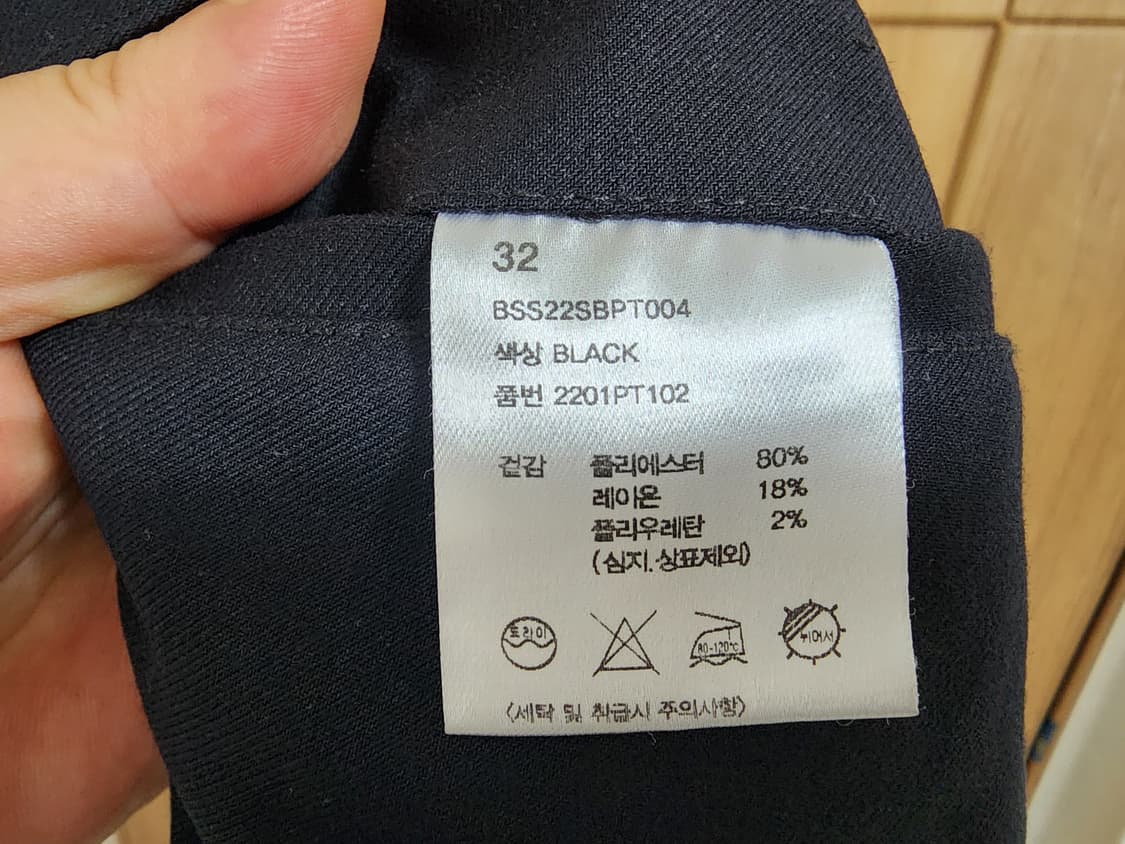 32
BSS22SBPT004
색상 BLACK
품번 2201PT102
겉감 폴리에스터 80%
레이온 18%
폴리우레탄 2%
(심지.상표제외)
드라이
80-120℃
뉘어서
〈세탁 및 취급시 주의사항〉